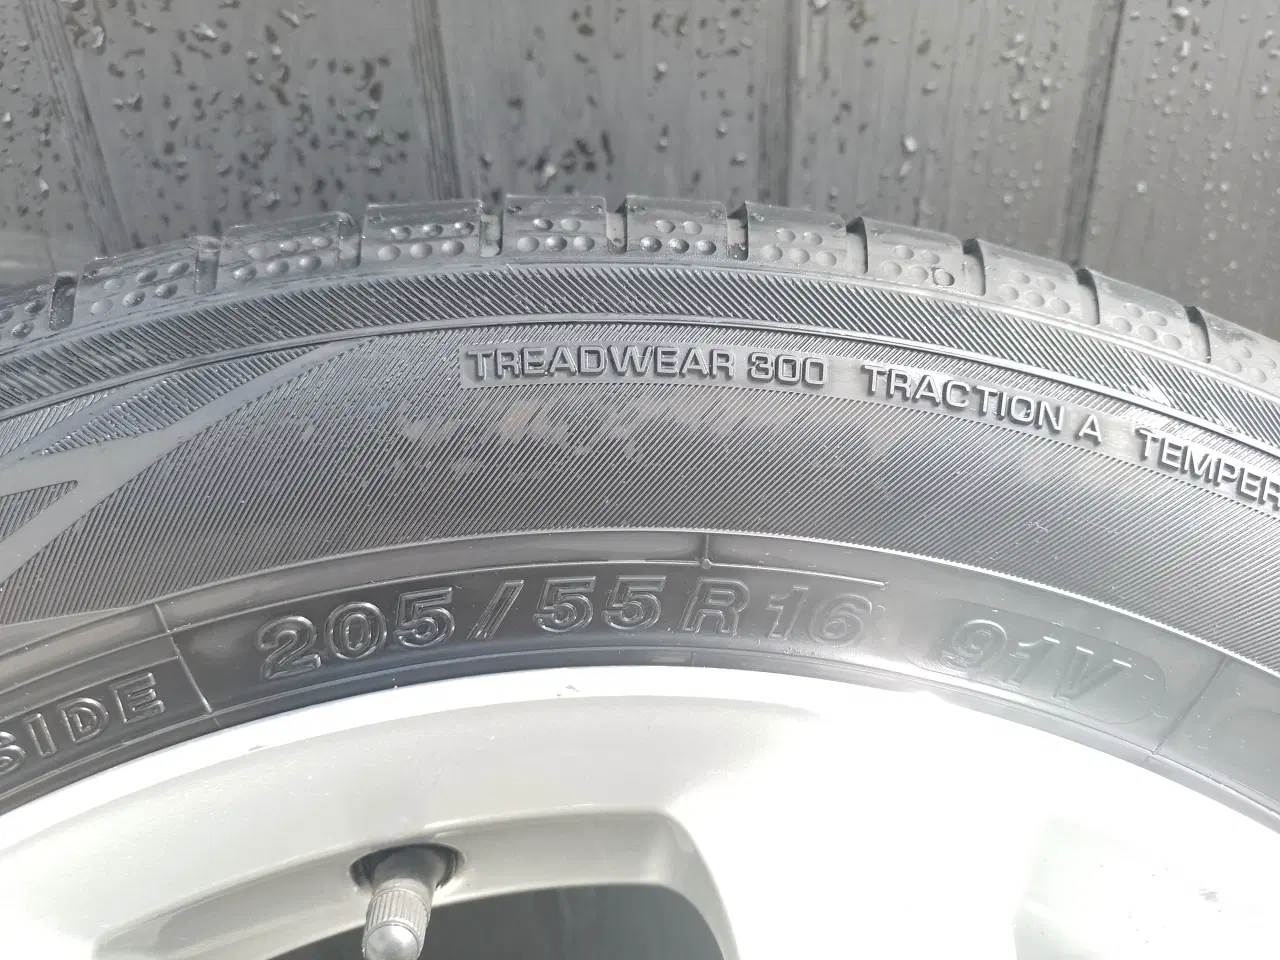 TREADWEAR 300 TRACTION A TEMPER
SIDE 205/55R16 91V